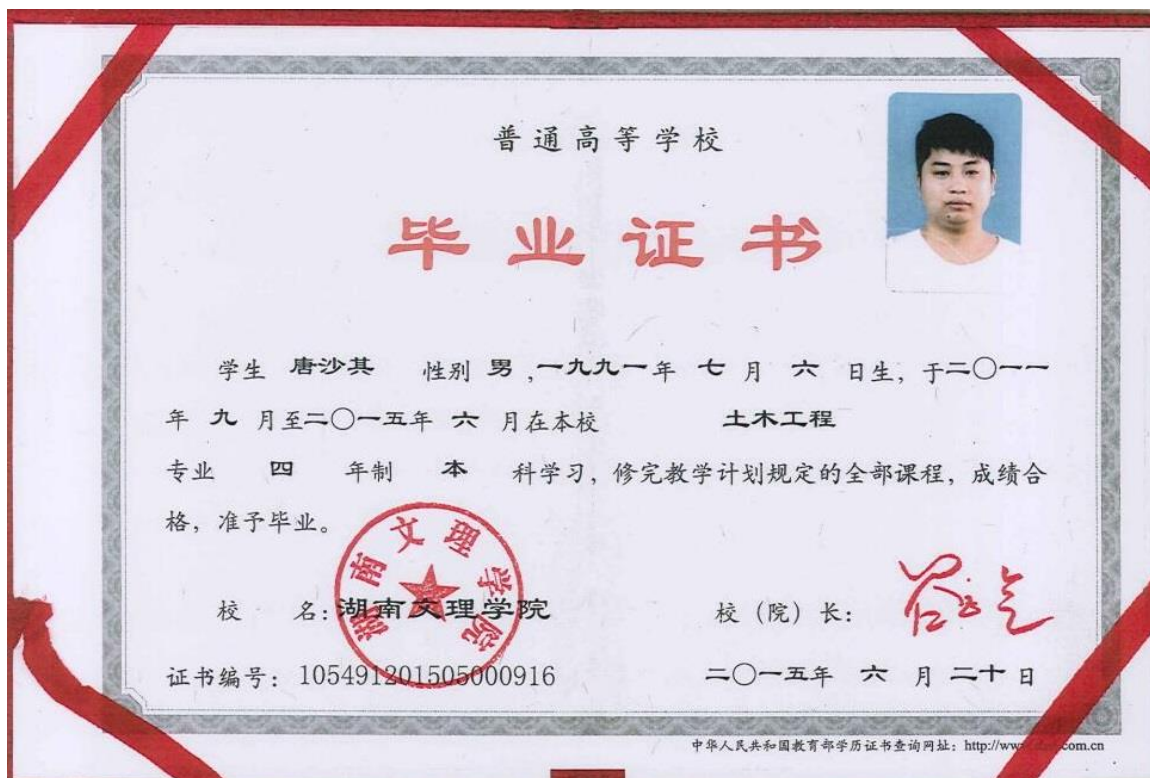 普通高等学校
毕业证书
学生 唐沙其 性别 男,一九九一年 七 月 六 日生，于二〇一一
年 九 月至二〇一五年 六 月在本校 土木工程
专业 四 年制 本 科学习，修完教学计划规定的全部课程，成绩合
格，准予毕业。
湖南文理学院
校 名：湖南文理学院 校（院）长：
证书编号：105491201505000916 二〇一五年 六 月 二十日
中华人民共和国教育部学历证书查询网址：http://www. .com.cn